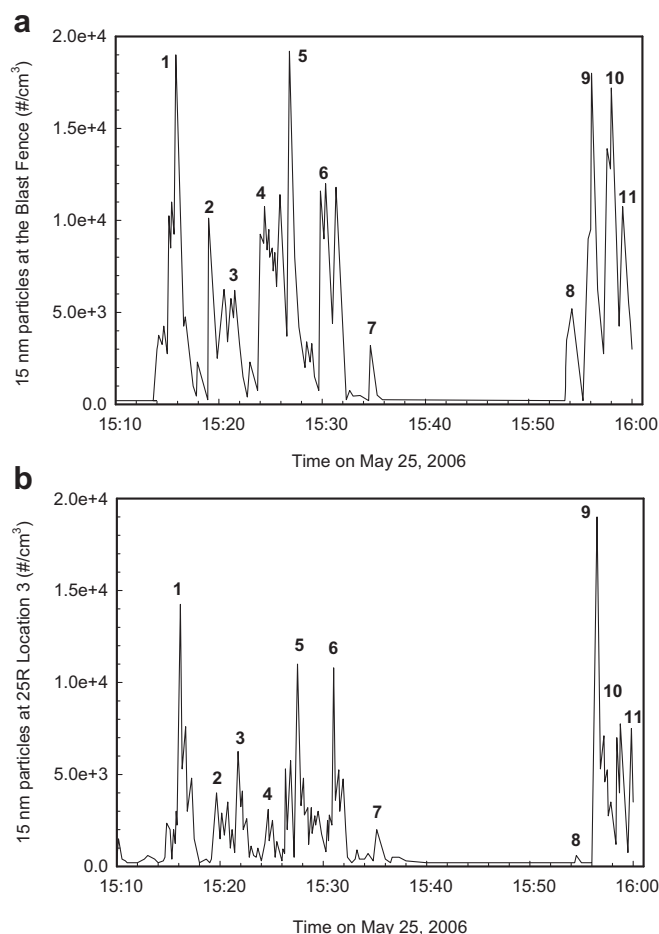 a
15 nm particles at the Blast Fence (#/cm³)
2.0e+4
1.5e+4
1.0e+4
5.0e+3
0.0
1
2
3
4
5
6
7
8
9
10
11
15:10
15:20
15:30
15:40
15:50
16:00
Time on May 25, 2006
b
15 nm particles at 25R Location 3 (#/cm³)
2.0e+4
1.5e+4
1.0e+4
5.0e+3
0.0
1
2
3
4
5
6
7
8
9
10
11
15:10
15:20
15:30
15:40
15:50
16:00
Time on May 25, 2006